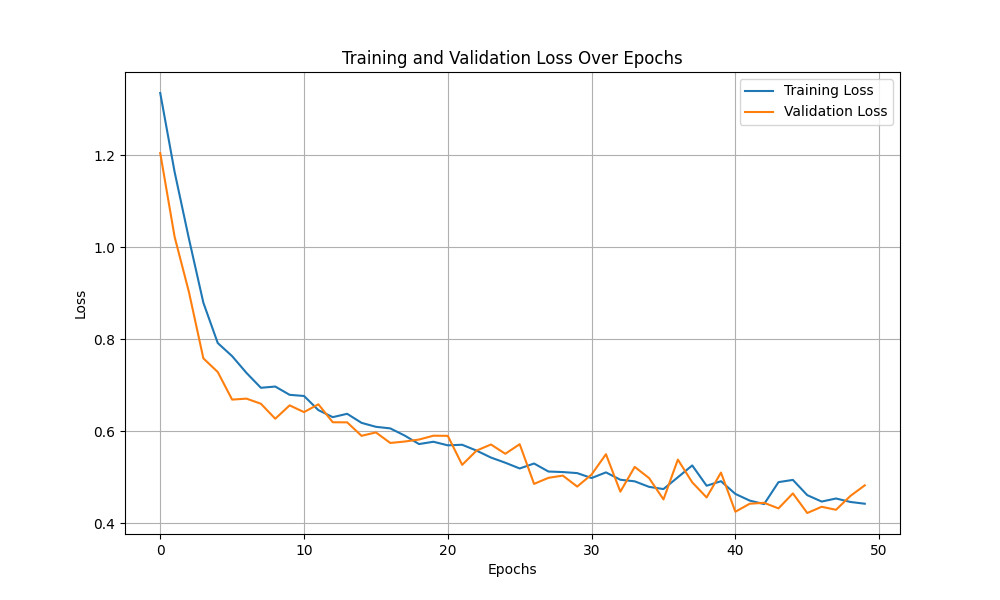 Training and Validation Loss Over Epochs
Training Loss
Validation Loss
1.2
1.0
0.8
0.6
0.4
Loss
0
10
20
30
40
50
Epochs